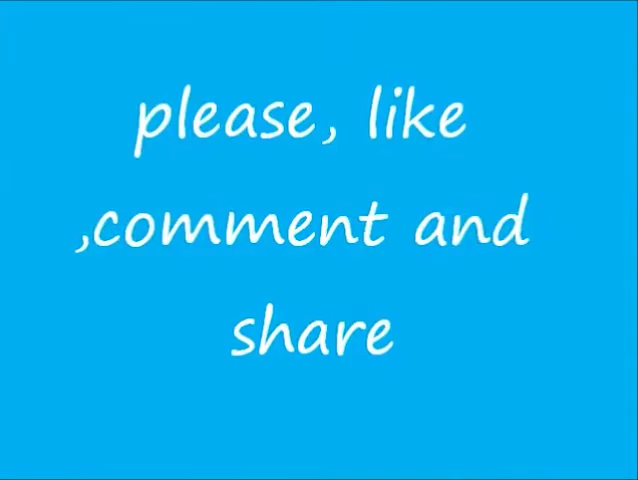 please, like
,comment and
share